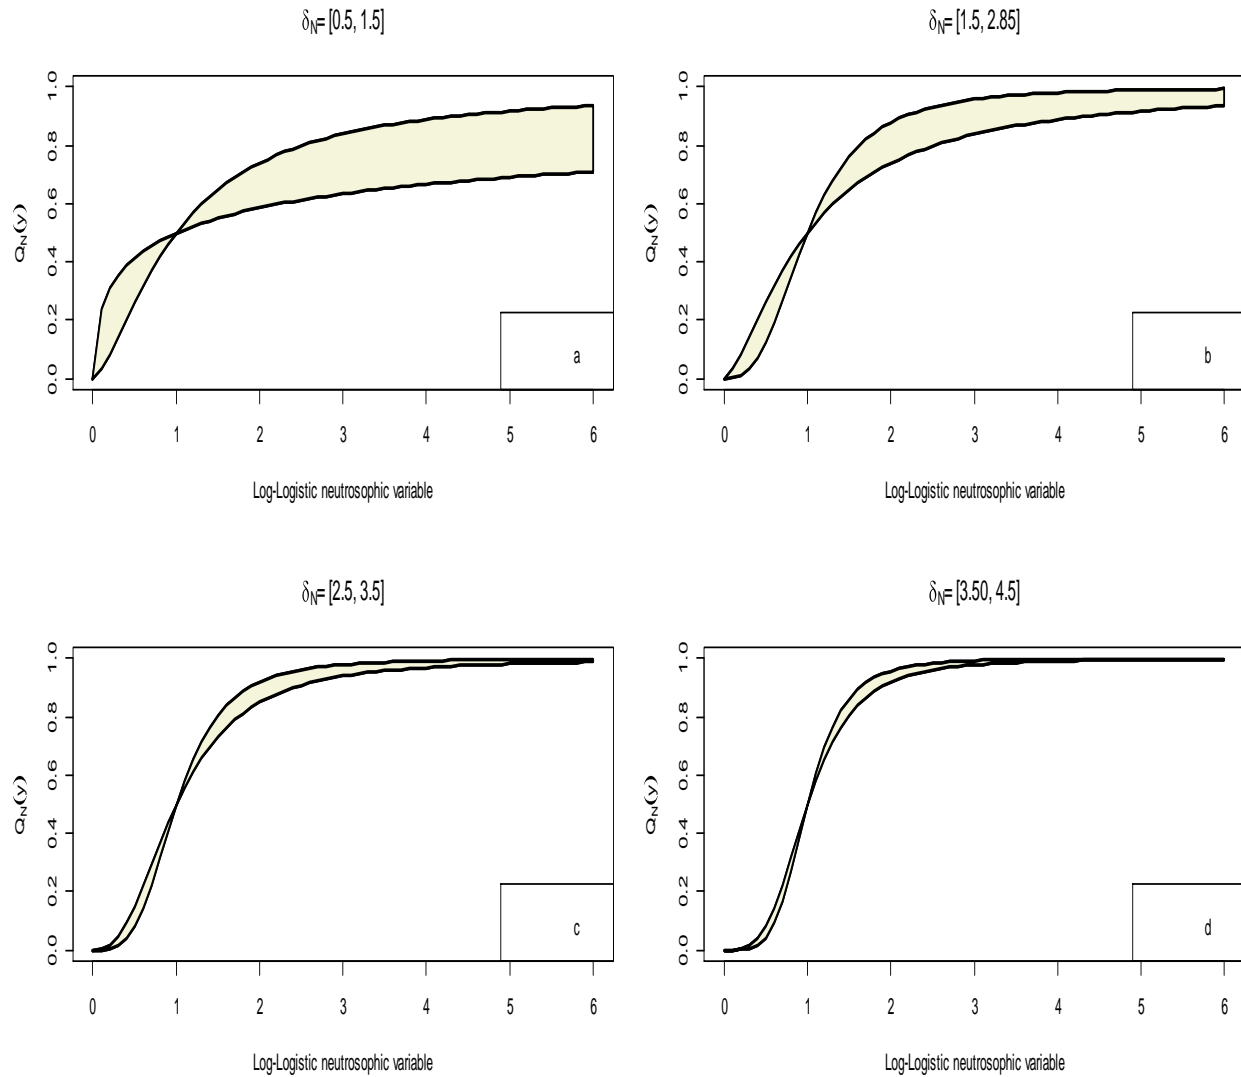 δN= [0.5, 1.5]
QN(y)
1.0
0.8
0.6
0.4
0.2
0.0
a
0 1 2 3 4 5 6
Log-Logistic neutrosophic variable
δN= [1.5, 2.85]
QN(y)
1.0
0.8
0.6
0.4
0.2
0.0
b
0 1 2 3 4 5 6
Log-Logistic neutrosophic variable
δN= [2.5, 3.5]
QN(y)
1.0
0.8
0.6
0.4
0.2
0.0
c
0 1 2 3 4 5 6
Log-Logistic neutrosophic variable
δN= [3.50, 4.5]
QN(y)
1.0
0.8
0.6
0.4
0.2
0.0
d
0 1 2 3 4 5 6
Log-Logistic neutrosophic variable